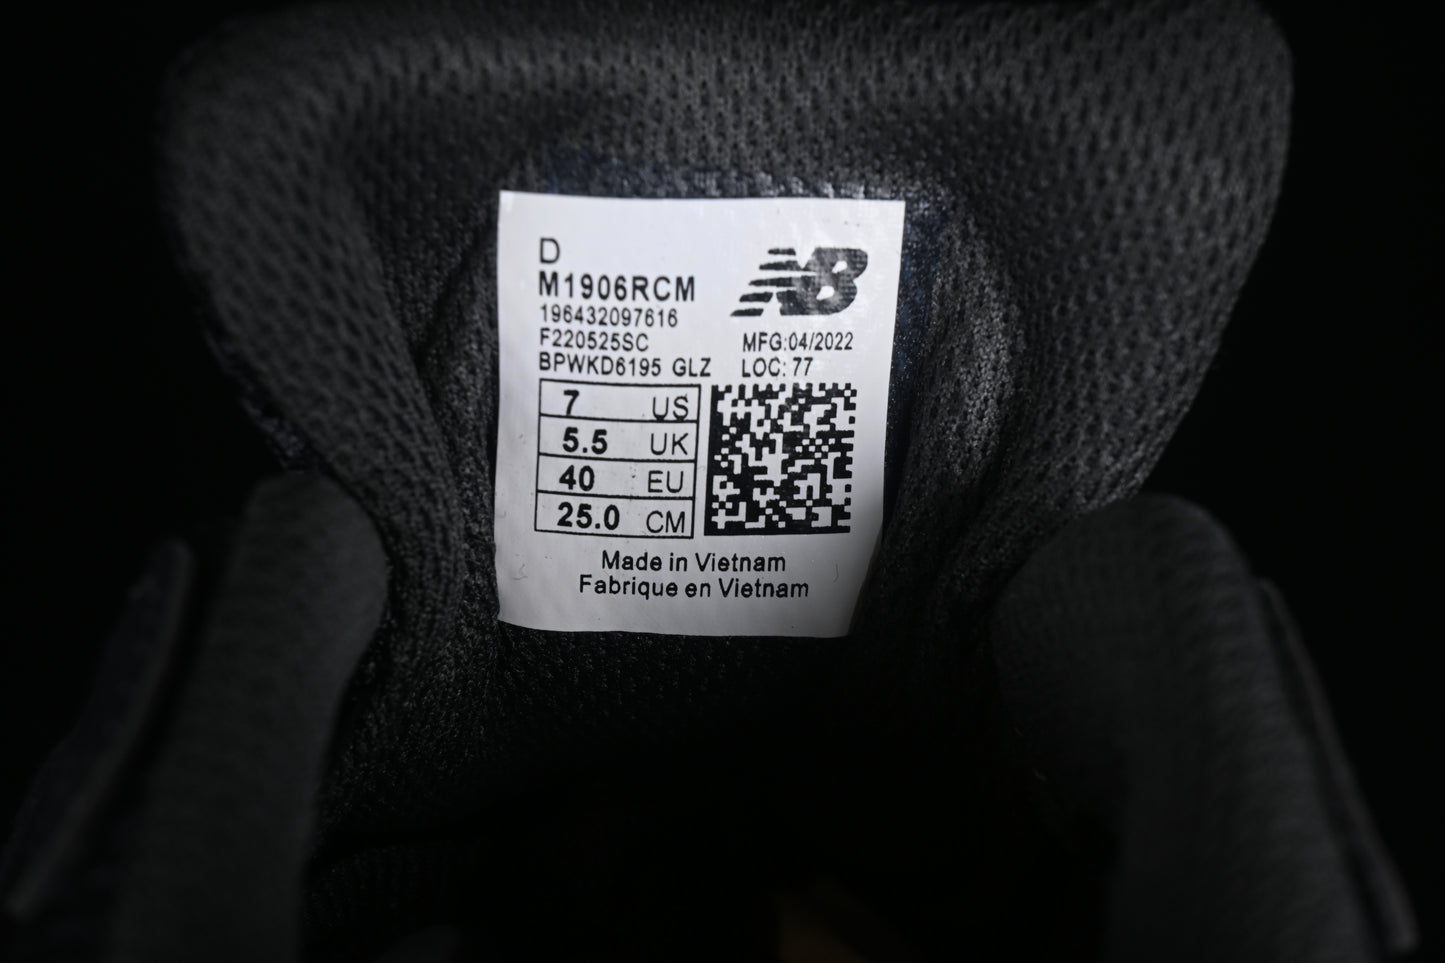 D
M1906RCM
196432097616
F220525SC
MFG:04/2022
BPWKD6195 GLZ
LOC: 77
NB
7 US
5.5 UK
40 EU
25.0 CM
Made in Vietnam
Fabrique en Vietnam